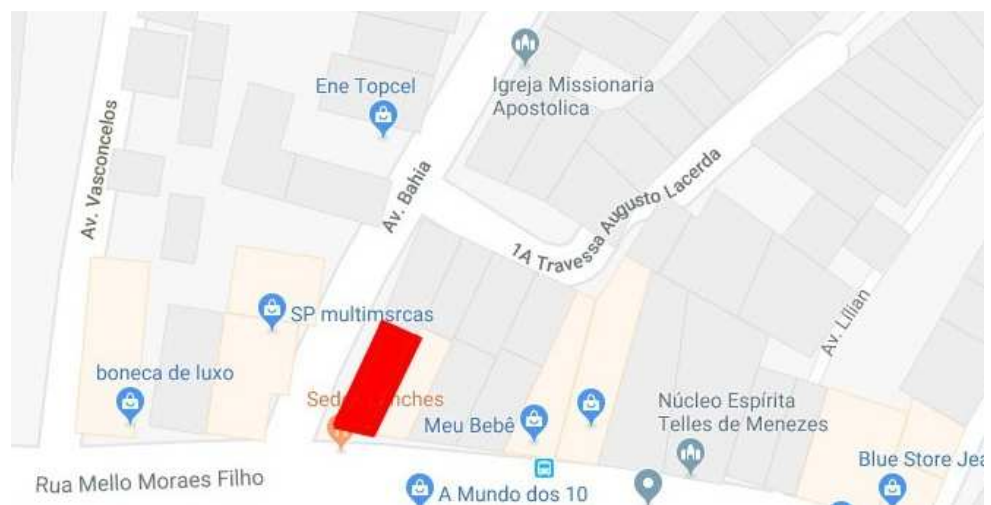 Ene Topcel
Igreja Missionaria
Apostolica
Av. Vasconcelos
Av. Bahia
1A Travessa Augusto Lacerda
SP multimsrcas
Av. Lílian
boneca de luxo
Meu Bebê
Núcleo Espírita
Telles de Menezes
Blue Store Jea
Rua Mello Moraes Filho
A Mundo dos 10